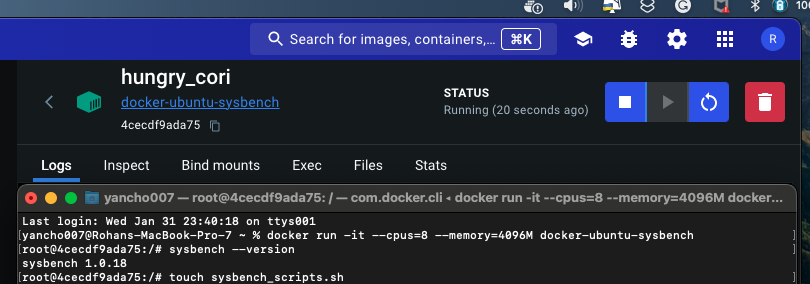 100
Search for images, containers,... ⌘K
R
hungry_cori
docker-ubuntu-sysbench
4cecdf9ada75
STATUS
Running (20 seconds ago)
Logs Inspect Bind mounts Exec Files Stats
yancho007 — root@4cecdf9ada75: / — com.docker.cli ◂ docker run -it --cpus=8 --memory=4096M docker-...
Last login: Wed Jan 31 23:40:18 on ttys001
[yancho007@Rohans-MacBook-Pro-7 ~ % docker run -it --cpus=8 --memory=4096M docker-ubuntu-sysbench ]
[root@4cecdf9ada75:/# sysbench --version ]
sysbench 1.0.18
[root@4cecdf9ada75:/# touch sysbench_scripts.sh ]